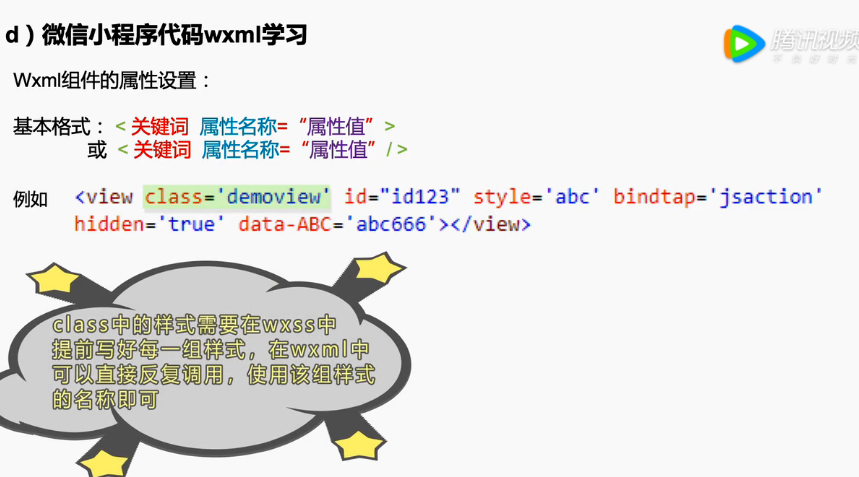 d）微信小程序代码wxml学习
腾讯视频
Wxml组件的属性设置：
基本格式：<关键词 属性名称=“属性值”>
或 <关键词 属性名称=“属性值”/>
例如 <view class='demoview' id="id123" style='abc' bindtap='jsaction'
hidden='true' data-ABC='abc666'></view>
class中的样式需要在wxss中
提前写好每一组样式，在wxml中
可以直接反复调用，使用该组样式
的名称即可